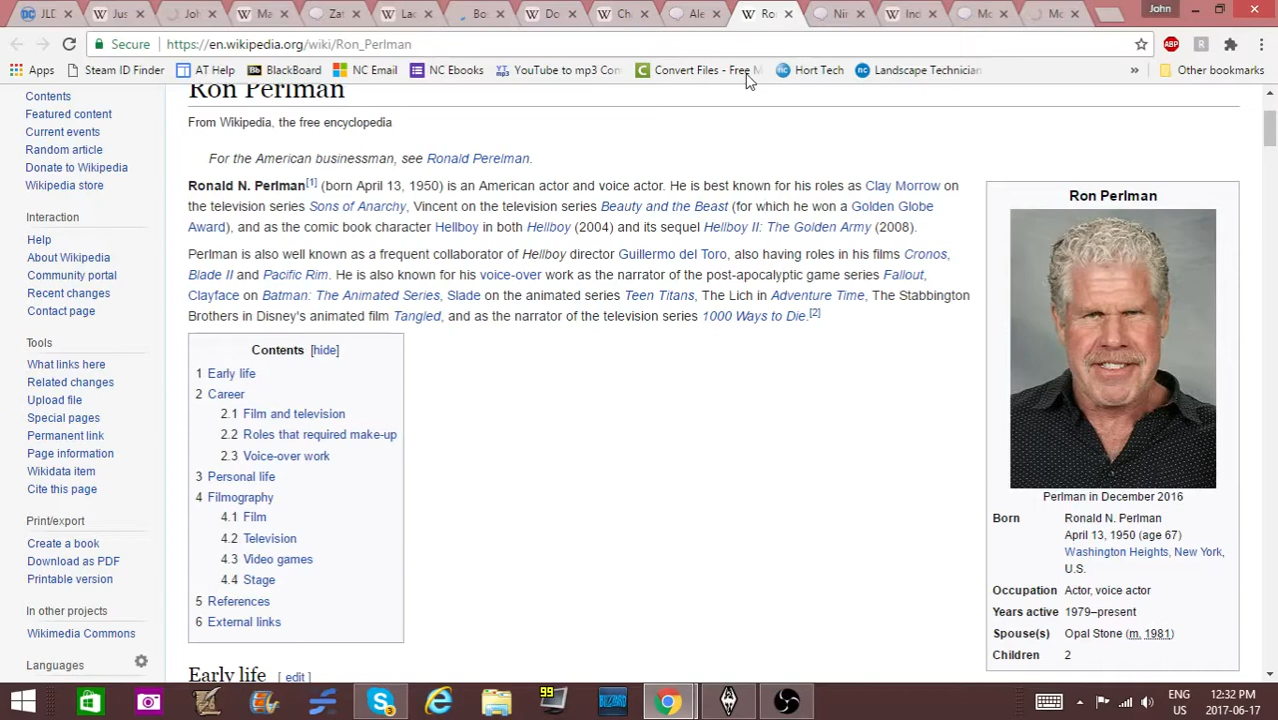 JLE Jus Joh Ma Zat Lac Bo Do Ch Ale Ro Nin Ind Mo Mo John
Secure https://en.wikipedia.org/wiki/Ron_Perlman ABP R
Apps Steam ID Finder AT Help BlackBoard NC Email NC Ebooks YouTube to mp3 Con Convert Files - Free M Hort Tech Landscape Technician » Other bookmarks
Contents
Featured content
Current events
Random article
Donate to Wikipedia
Wikipedia store
Interaction
Help
About Wikipedia
Community portal
Recent changes
Contact page
Tools
What links here
Related changes
Upload file
Special pages
Permanent link
Page information
Wikidata item
Cite this page
Print/export
Create a book
Download as PDF
Printable version
In other projects
Wikimedia Commons
Languages
Ron Perlman
From Wikipedia, the free encyclopedia
For the American businessman, see Ronald Perelman.
Ronald N. Perlman[1] (born April 13, 1950) is an American actor and voice actor. He is best known for his roles as Clay Morrow on
the television series Sons of Anarchy, Vincent on the television series Beauty and the Beast (for which he won a Golden Globe
Award), and as the comic book character Hellboy in both Hellboy (2004) and its sequel Hellboy II: The Golden Army (2008).
Perlman is also well known as a frequent collaborator of Hellboy director Guillermo del Toro, also having roles in his films Cronos,
Blade II and Pacific Rim. He is also known for his voice-over work as the narrator of the post-apocalyptic game series Fallout,
Clayface on Batman: The Animated Series, Slade on the animated series Teen Titans, The Lich in Adventure Time, The Stabbington
Brothers in Disney's animated film Tangled, and as the narrator of the television series 1000 Ways to Die.[2]
Contents [hide]
1 Early life
2 Career
2.1 Film and television
2.2 Roles that required make-up
2.3 Voice-over work
3 Personal life
4 Filmography
4.1 Film
4.2 Television
4.3 Video games
4.4 Stage
5 References
6 External links
Early life [ edit ]
Ron Perlman
Perlman in December 2016
Born Ronald N. Perlman
April 13, 1950 (age 67)
Washington Heights, New York,
U.S.
Occupation Actor, voice actor
Years active 1979–present
Spouse(s) Opal Stone (m. 1981)
Children 2
99 BLIZZARD
ENG 12:32 PM
US 2017-06-17